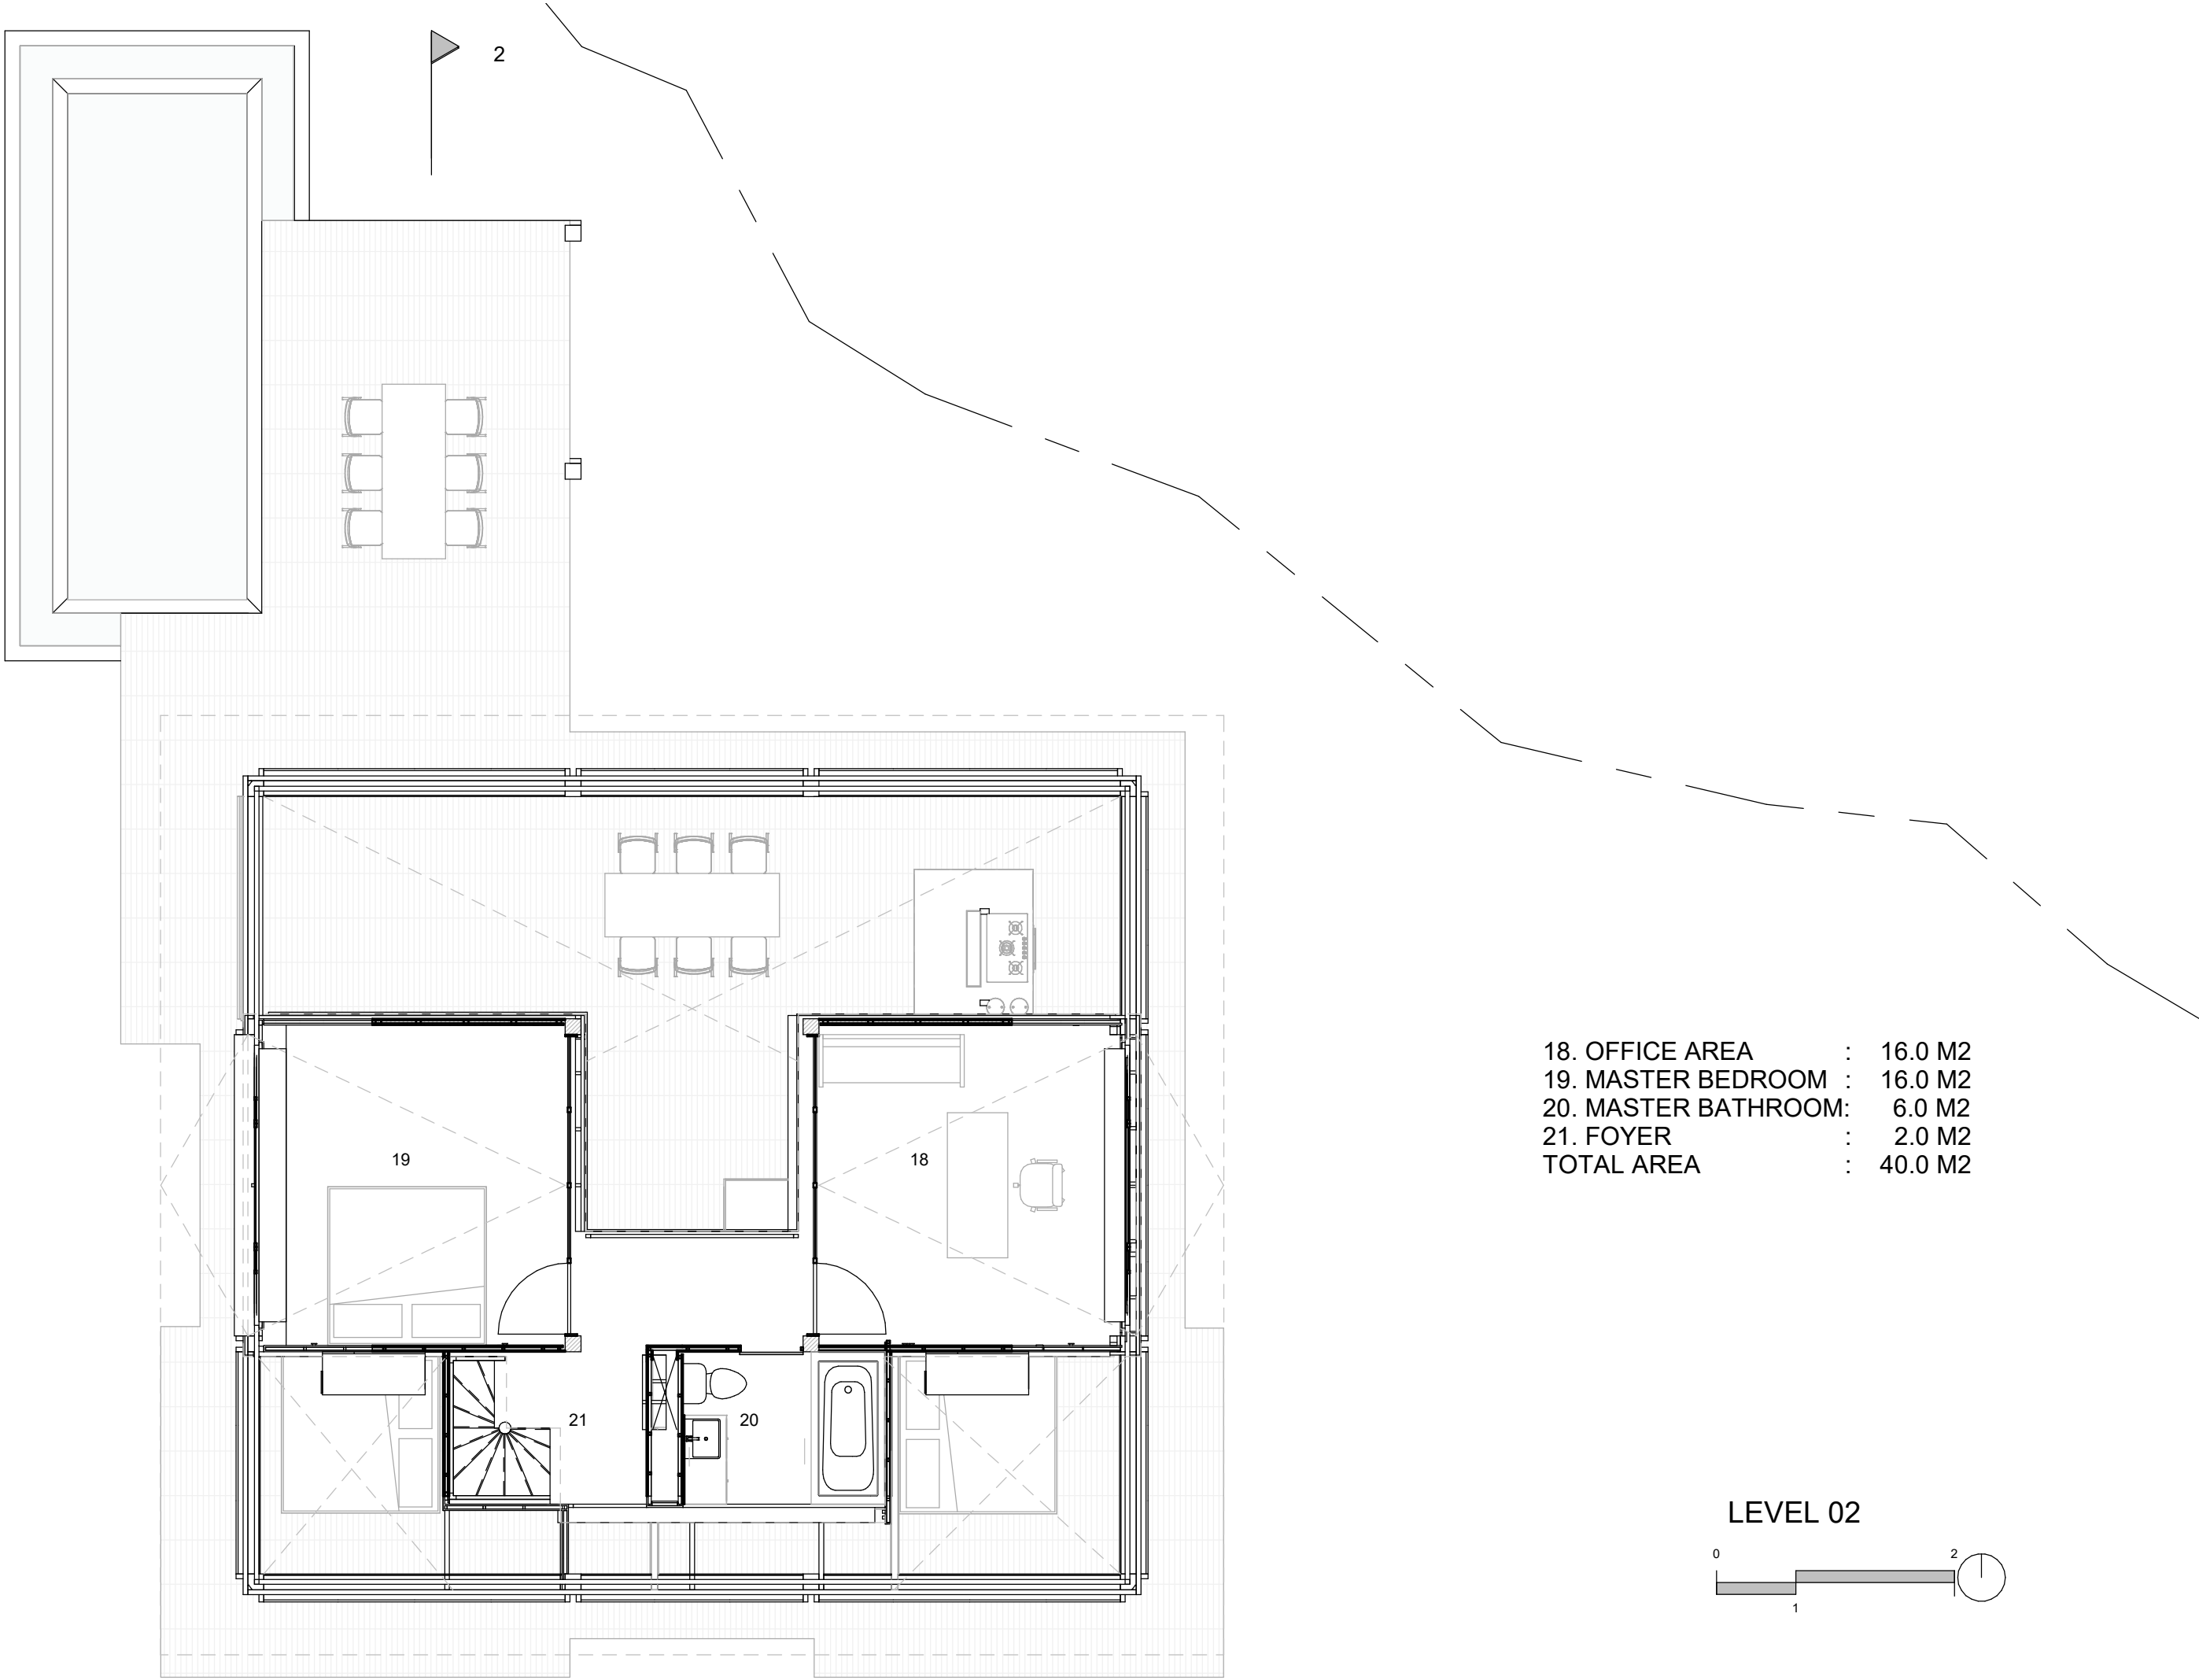 2
18. OFFICE AREA : 16.0 M2
19. MASTER BEDROOM : 16.0 M2
20. MASTER BATHROOM: 6.0 M2
21. FOYER : 2.0 M2
TOTAL AREA : 40.0 M2
19
18
21
20
LEVEL 02
0
2
1